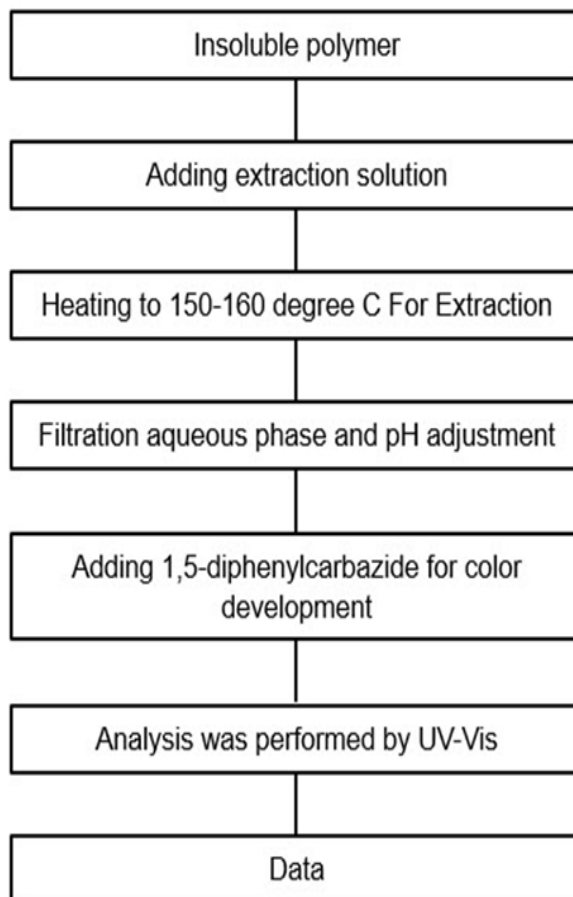 Insoluble polymer
Adding extraction solution
Heating to 150-160 degree C For Extraction
Filtration aqueous phase and pH adjustment
Adding 1,5-diphenylcarbazide for color
development
Analysis was performed by UV-Vis
Data